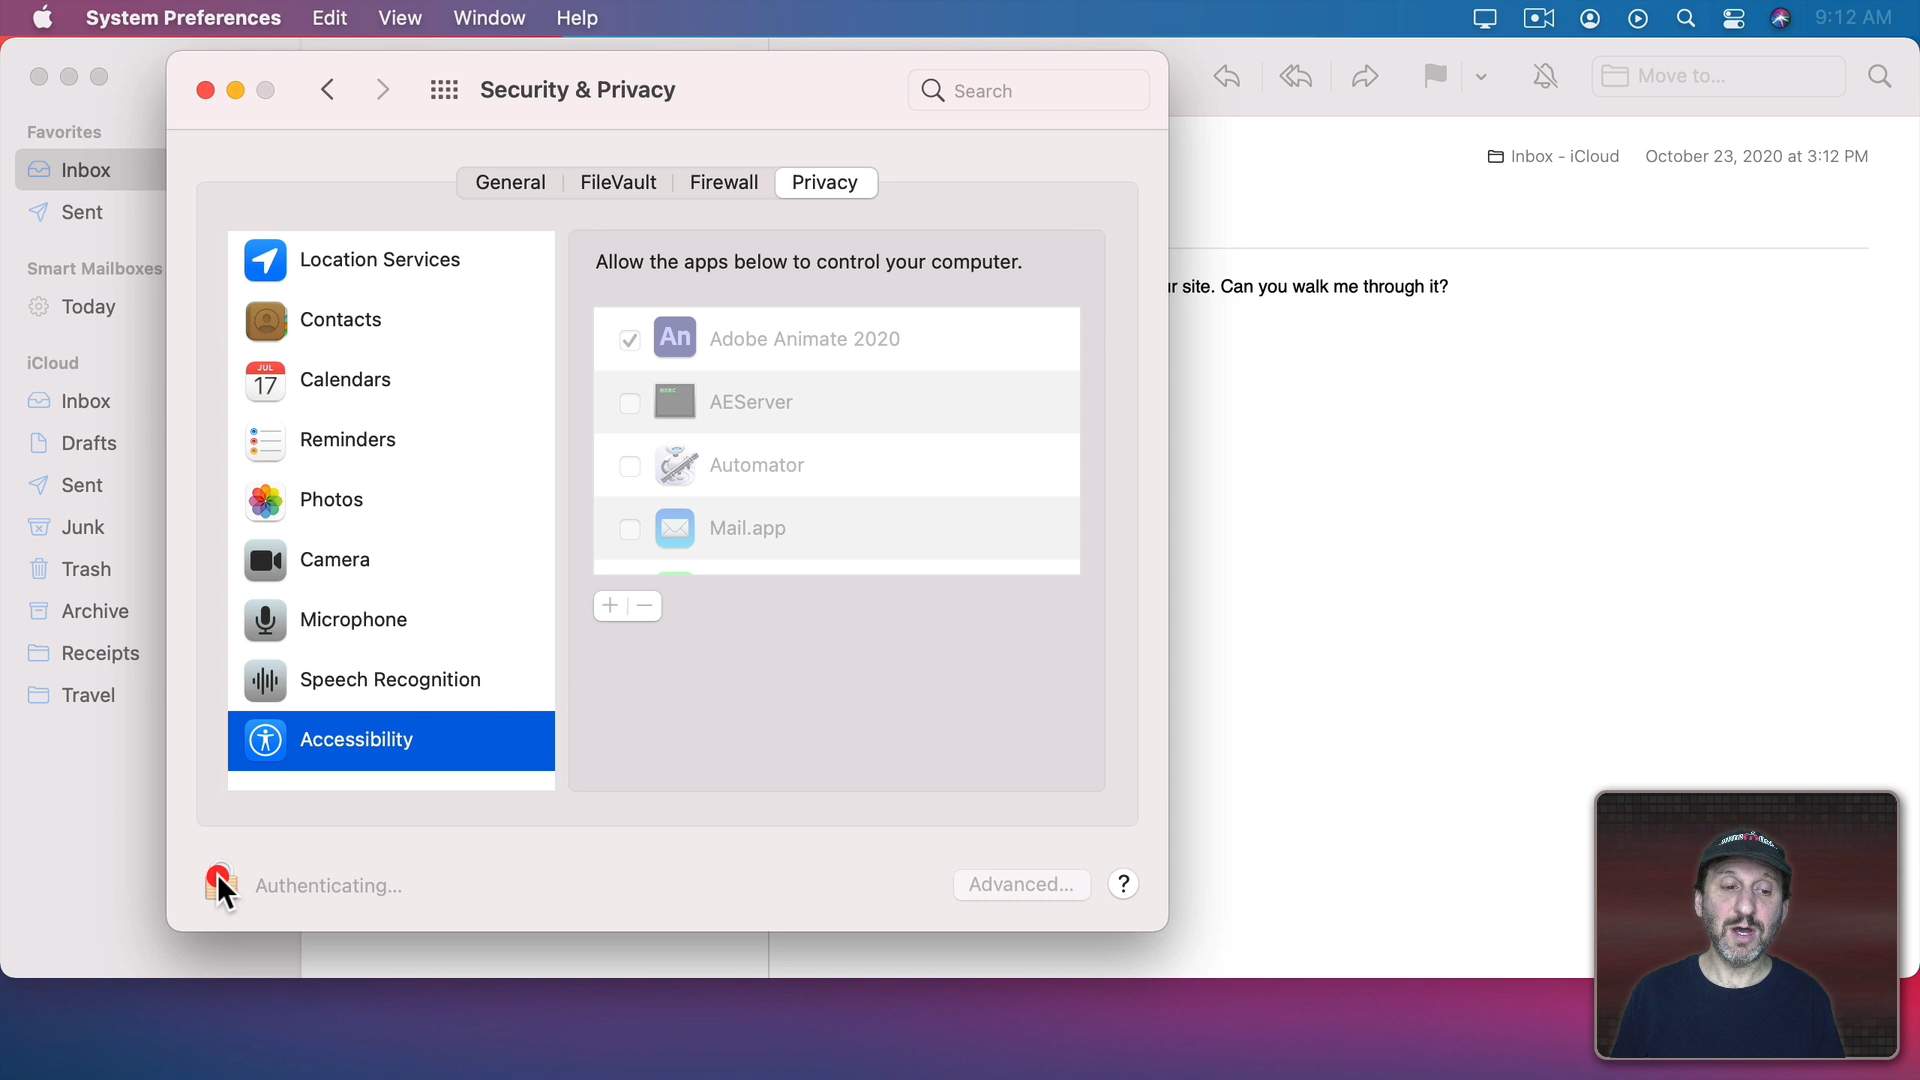 System Preferences Edit View Window Help 9:12 AM
Security & Privacy
Search
Move to...
Favorites
Inbox
Sent
Smart Mailboxes
Today
iCloud
Inbox
Drafts
Sent
Junk
Trash
Archive
Receipts
Travel
General FileVault Firewall Privacy
Location Services
Contacts
JUL
17
Calendars
Reminders
Photos
Camera
Microphone
Speech Recognition
Accessibility
Allow the apps below to control your computer.
An
Adobe Animate 2020
exec
AEServer
Automator
Mail.app
Authenticating...
Advanced...
?
Inbox - iCloud October 23, 2020 at 3:12 PM
site. Can you walk me through it?